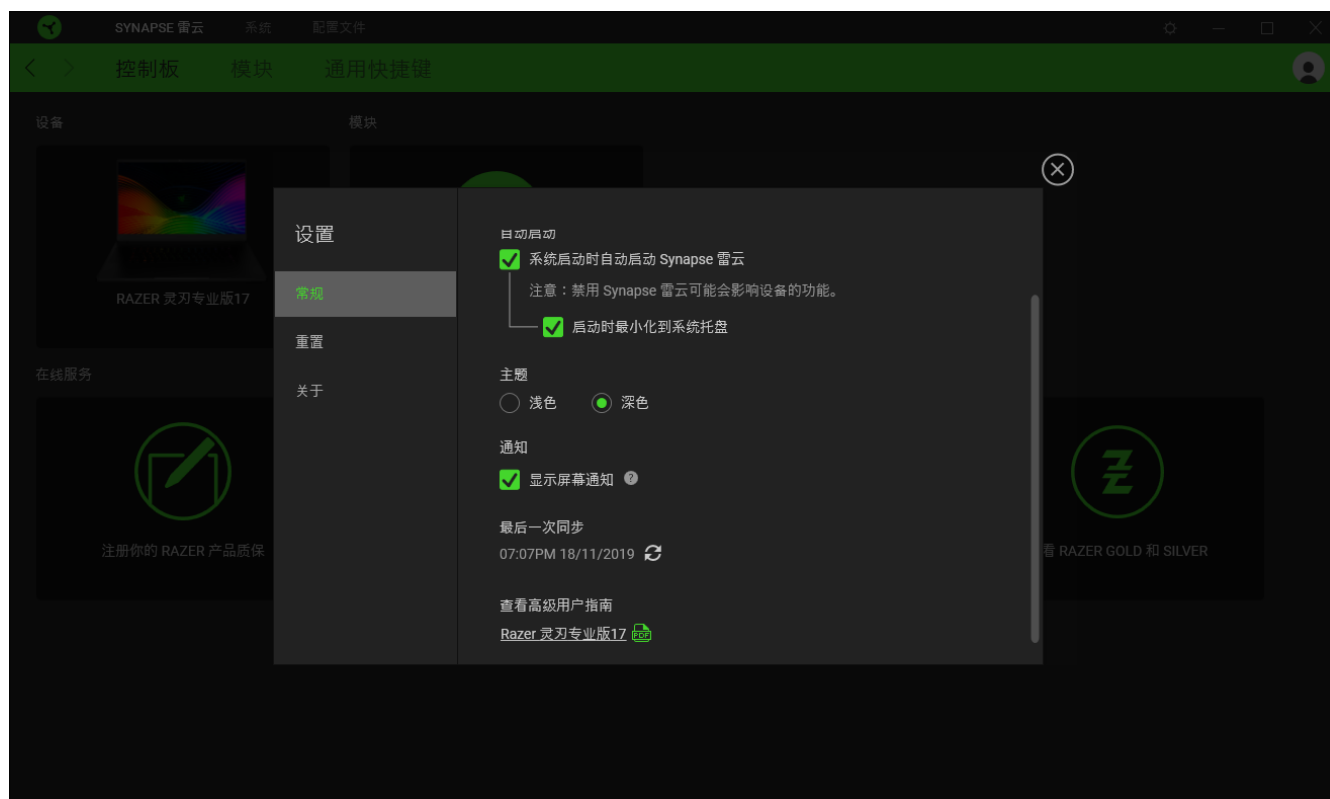 SYNAPSE 雷云 系统 配置文件
控制板 模块 通用快捷键
设备 模块
RAZER 灵刃专业版17
在线服务
注册你的 RAZER 产品质保
看 RAZER GOLD 和 SILVER
设置
常规
重置
关于
自动启动
系统启动时自动启动 Synapse 雷云
注意：禁用 Synapse 雷云可能会影响设备的功能。
启动时最小化到系统托盘
主题
浅色 深色
通知
显示屏幕通知
最后一次同步
07:07PM 18/11/2019
查看高级用户指南
Razer 灵刃专业版17 PDF